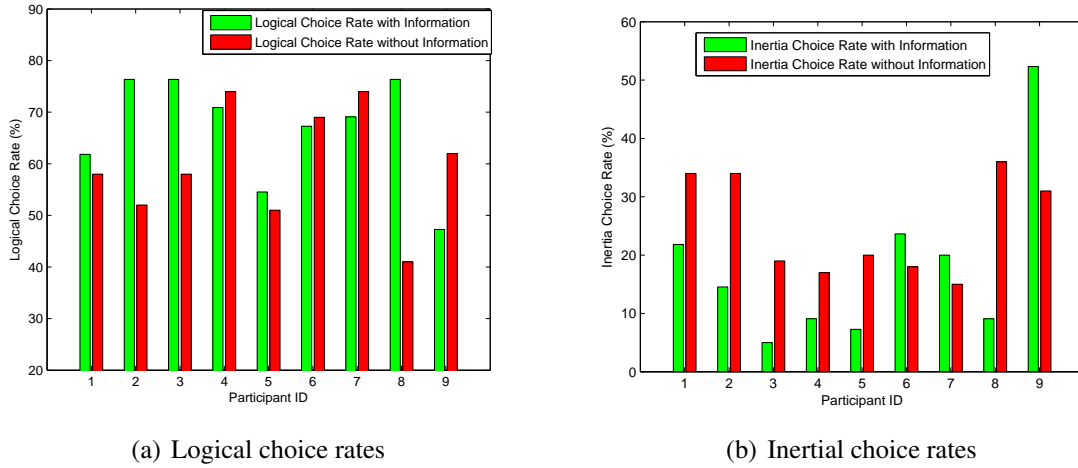 90
80
70
60
50
40
30
20
Logical Choice Rate (%)
Logical Choice Rate with Information
Logical Choice Rate without Information
1 2 3 4 5 6 7 8 9
Participant ID
(a) Logical choice rates
60
50
40
30
20
10
0
Inertia Choice Rate (%)
Inertia Choice Rate with Information
Inertia Choice Rate without Information
1 2 3 4 5 6 7 8 9
Participant ID
(b) Inertial choice rates